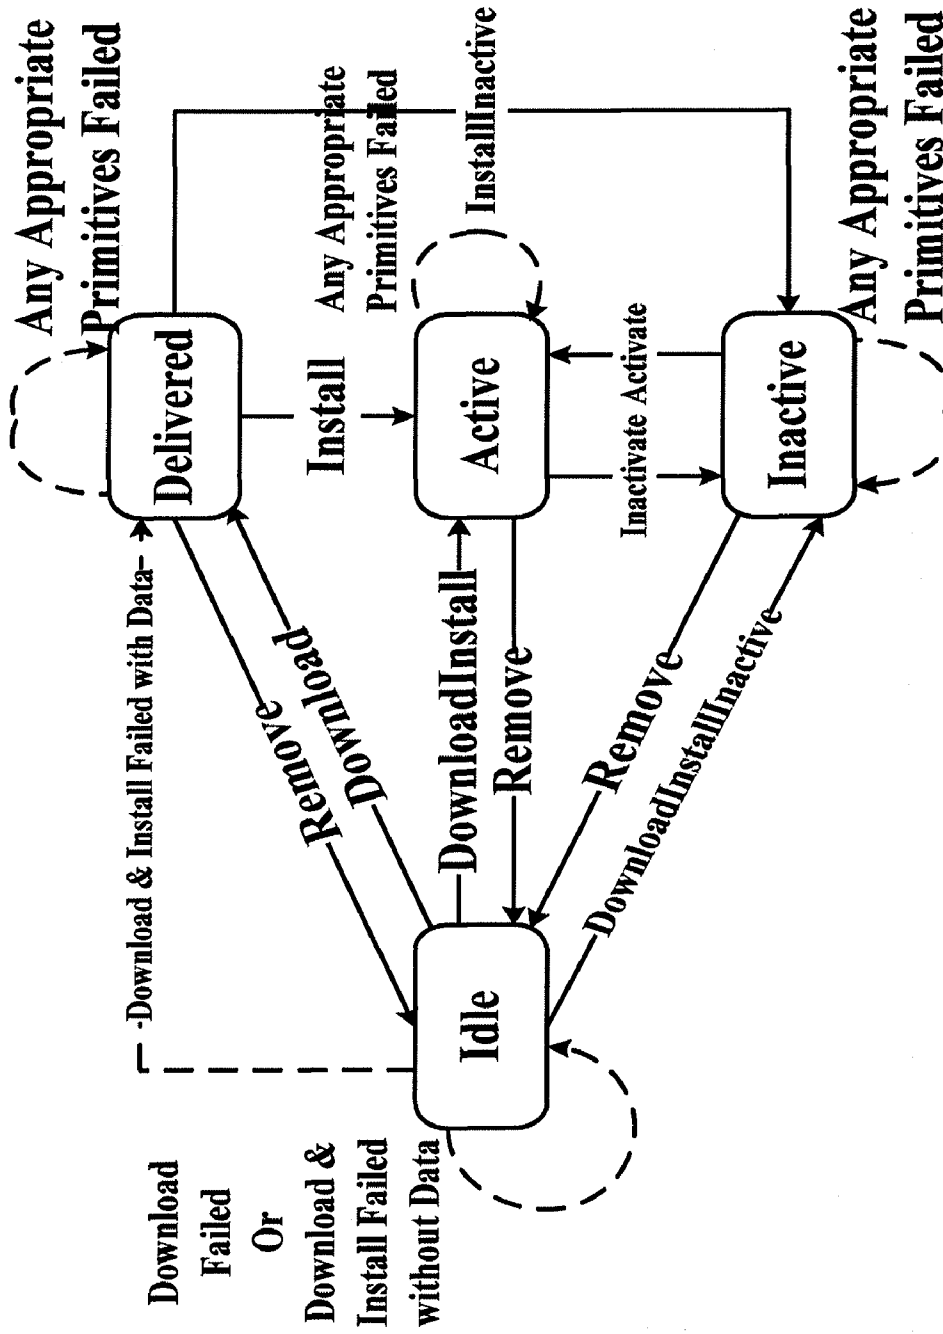 Download
Failed
Or
Download &
Install Failed
without Data
-Download & Install Failed with Data-
Any Appropriate
Primitives Failed
Remove
Download
Delivered
Install
Any Appropriate
Primitives Failed
InstallInactive
Idle
DownloadInstall
Remove
Active
Inactivate Activate
Remove
DownloadInstallInactive
Inactive
Any Appropriate
Primitives Failed